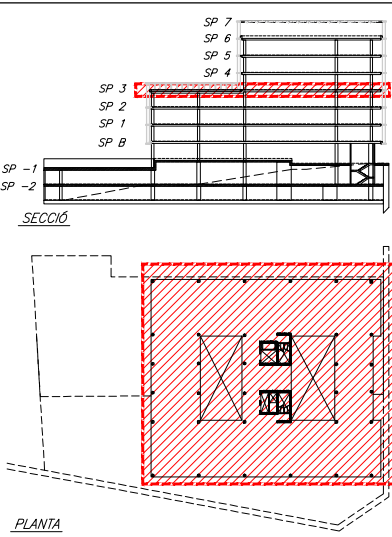 SP 7
SP 6
SP 5
SP 4
SP 3
SP 2
SP 1
SP B
SP -1
SP -2
SECCIÓ
PLANTA